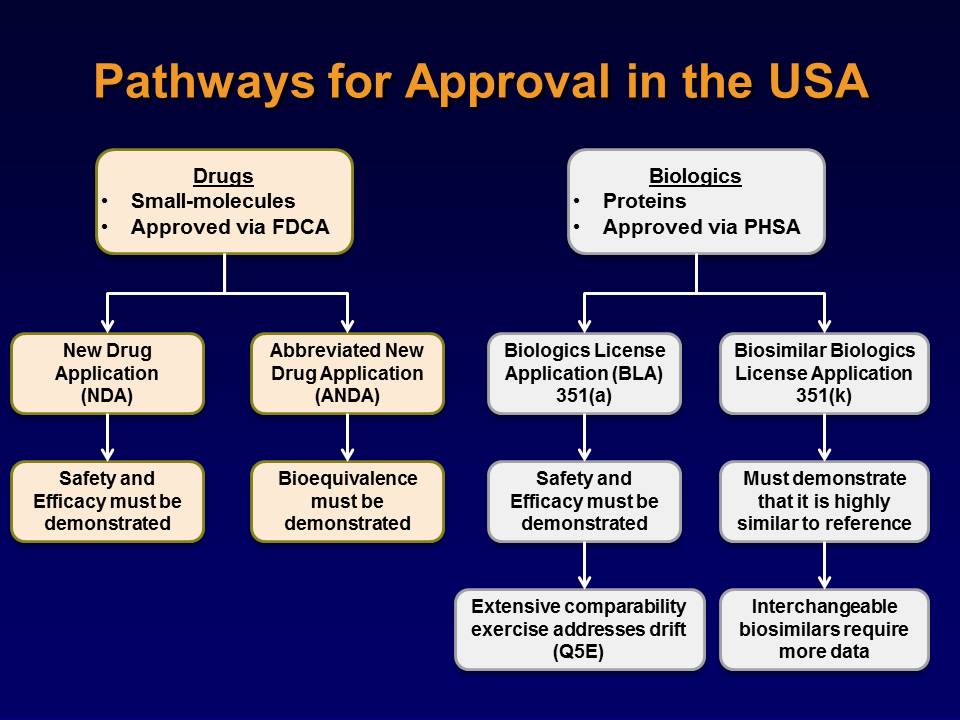 Pathways for Approval in the USA
Drugs
• Small-molecules
• Approved via FDCA
Biologics
• Proteins
• Approved via PHSA
New Drug
Application
(NDA)
Abbreviated New
Drug Application
(ANDA)
Biologics License
Application (BLA)
351(a)
Biosimilar Biologics
License Application
351(k)
Safety and
Efficacy must be
demonstrated
Bioequivalence
must be
demonstrated
Safety and
Efficacy must be
demonstrated
Must demonstrate
that it is highly
similar to reference
Extensive comparability
exercise addresses drift
(Q5E)
Interchangeable
biosimilars require
more data